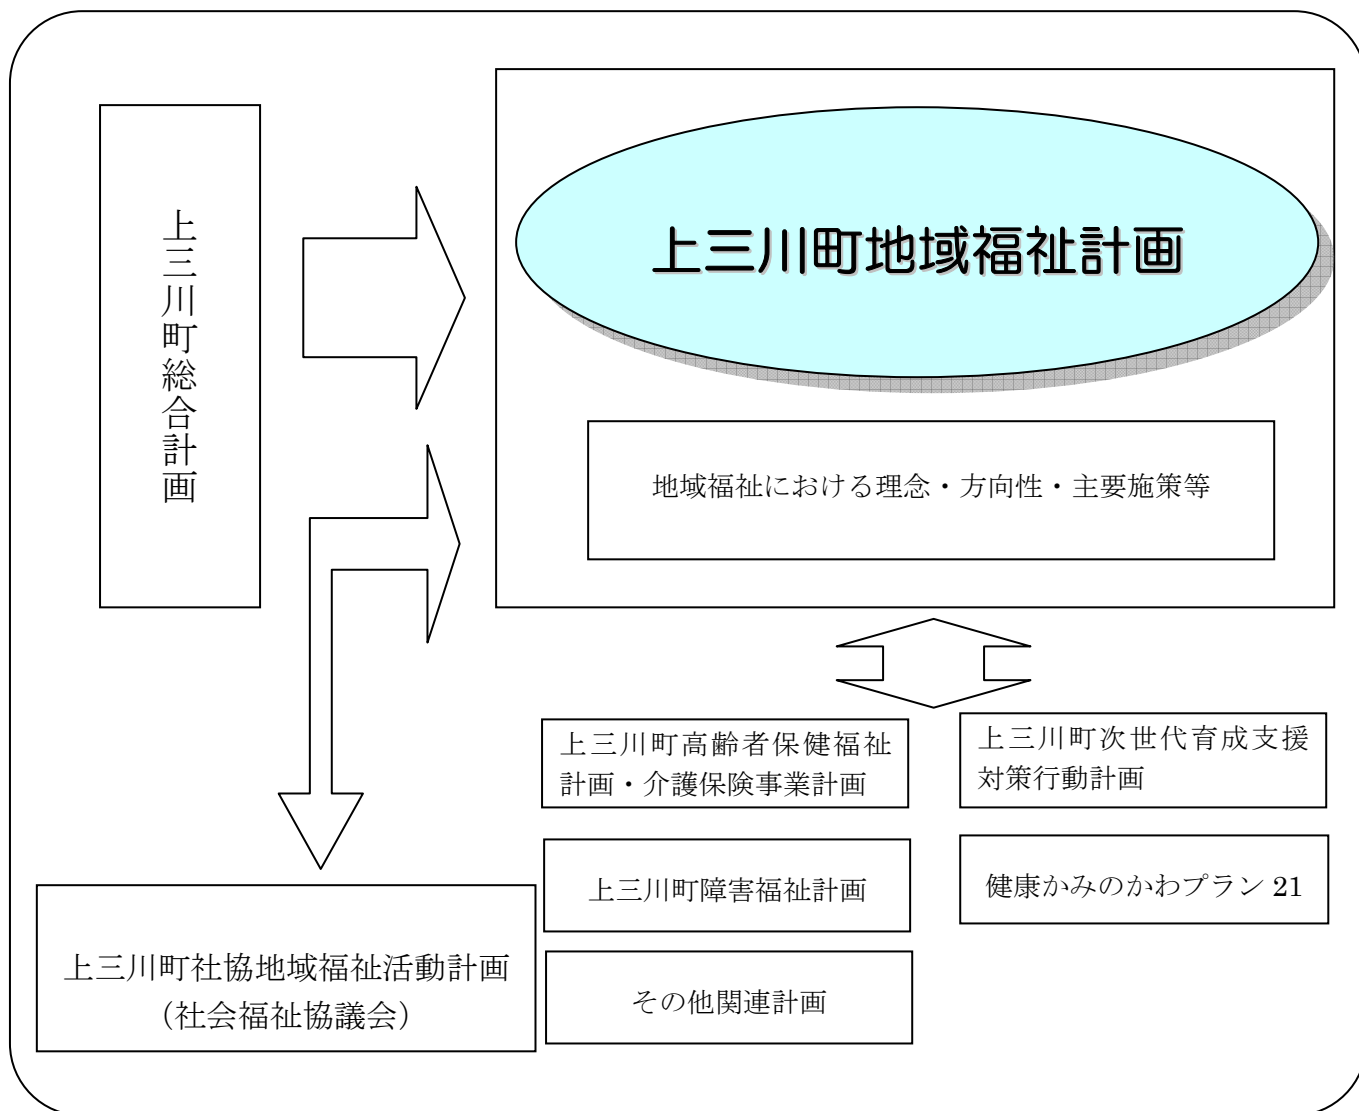 上三川町総合計画
上三川町地域福祉計画
地域福祉における理念・方向性・主要施策等
上三川町高齢者保健福祉
計画・介護保険事業計画
上三川町次世代育成支援
対策行動計画
上三川町障害福祉計画
健康かみのかわプラン 21
上三川町社協地域福祉活動計画
（社会福祉協議会）
その他関連計画